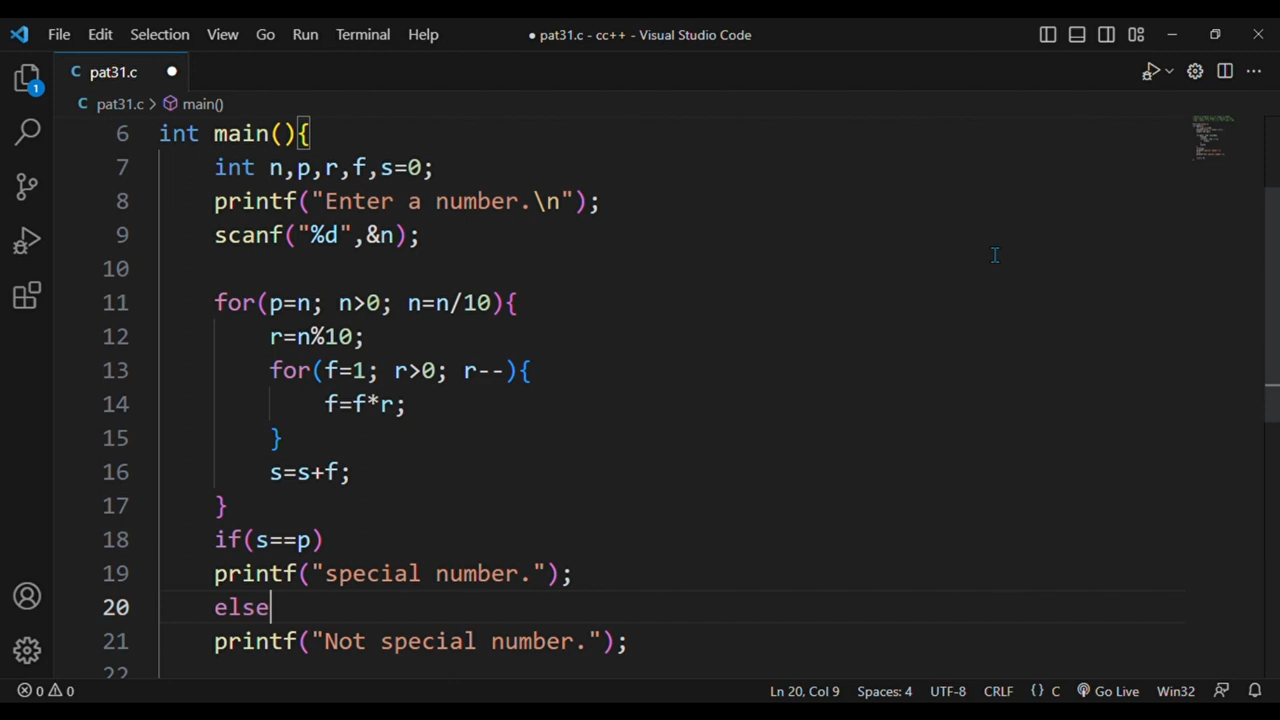 File Edit Selection View Go Run Terminal Help ● pat31.c - cc++ - Visual Studio Code
C pat31.c ●
1
C pat31.c > main()
6 int main(){
7 int n,p,r,f,s=0;
8 printf("Enter a number.\n");
9 scanf("%d",&n);
10
11 for(p=n; n>0; n=n/10){
12 r=n%10;
13 for(f=1; r>0; r--){
14 f=f*r;
15 }
16 s=s+f;
17 }
18 if(s==p)
19 printf("special number.");
20 else
21 printf("Not special number.");
22
0 0 Ln 20, Col 9 Spaces: 4 UTF-8 CRLF {} C Go Live Win32